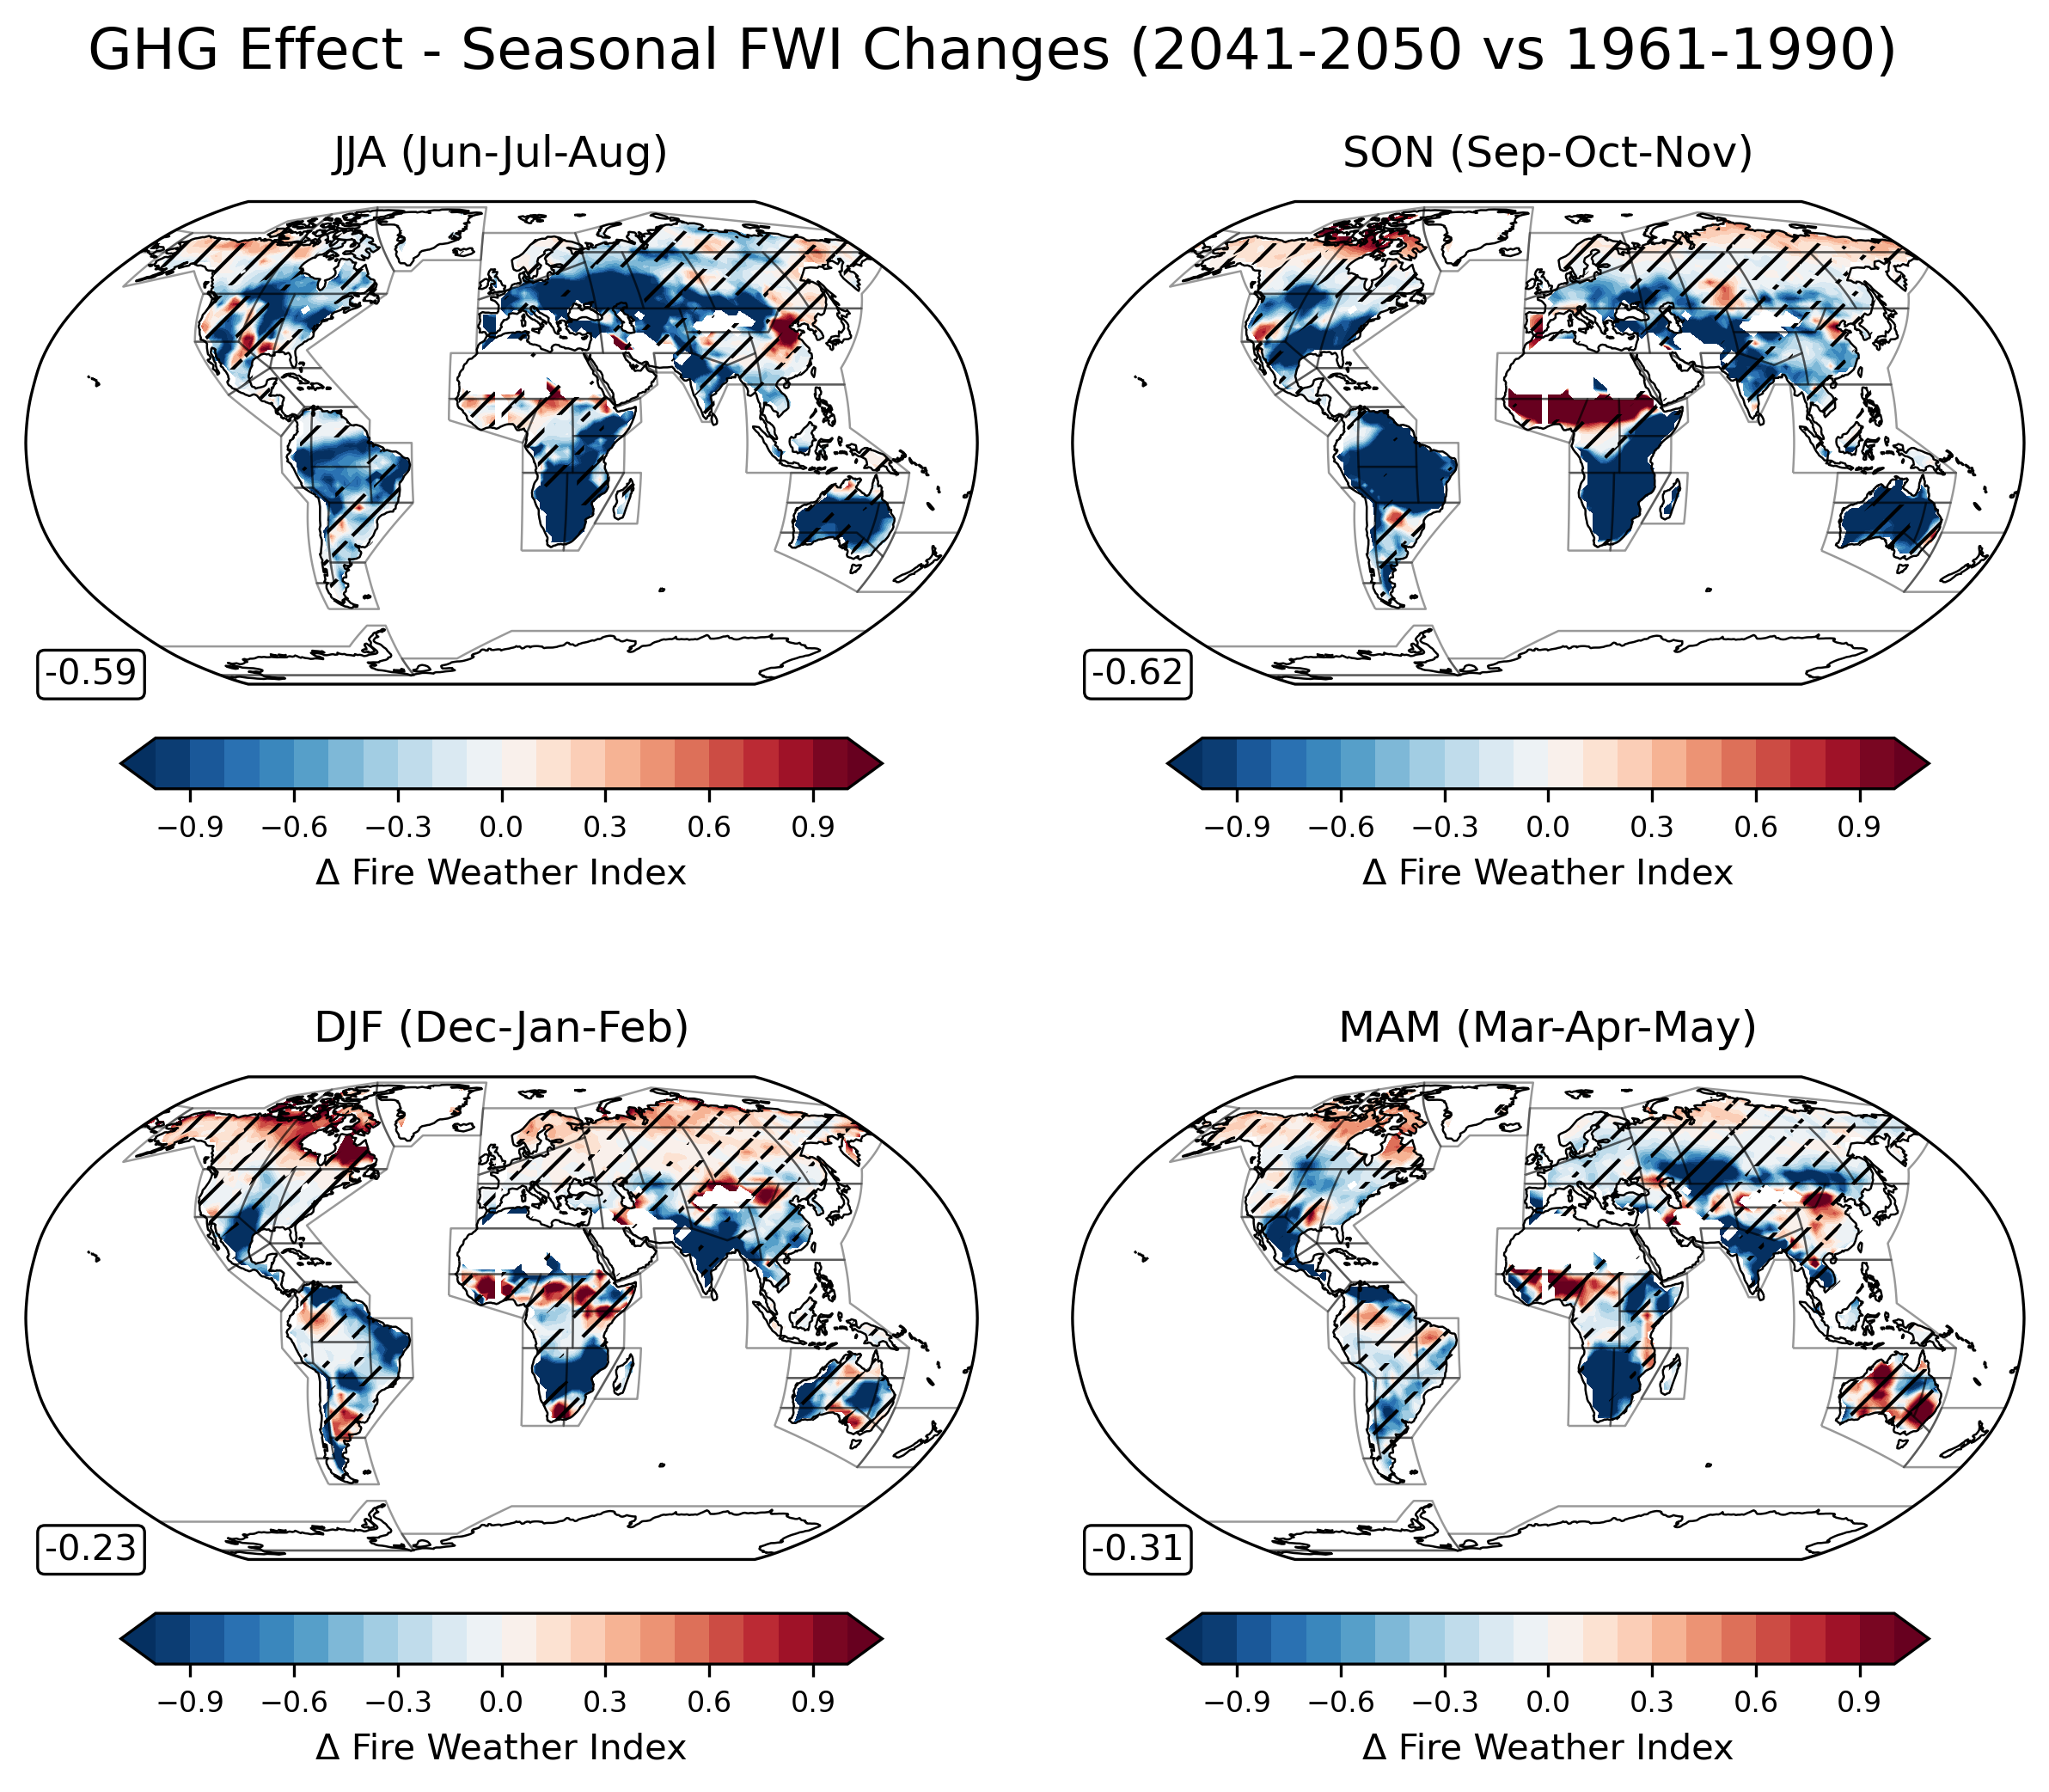 GHG Effect - Seasonal FWI Changes (2041-2050 vs 1961-1990)
JJA (Jun-Jul-Aug)
-0.59
−0.9 −0.6 −0.3 0.0 0.3 0.6 0.9
Δ Fire Weather Index
SON (Sep-Oct-Nov)
-0.62
−0.9 −0.6 −0.3 0.0 0.3 0.6 0.9
Δ Fire Weather Index
DJF (Dec-Jan-Feb)
-0.23
−0.9 −0.6 −0.3 0.0 0.3 0.6 0.9
Δ Fire Weather Index
MAM (Mar-Apr-May)
-0.31
−0.9 −0.6 −0.3 0.0 0.3 0.6 0.9
Δ Fire Weather Index